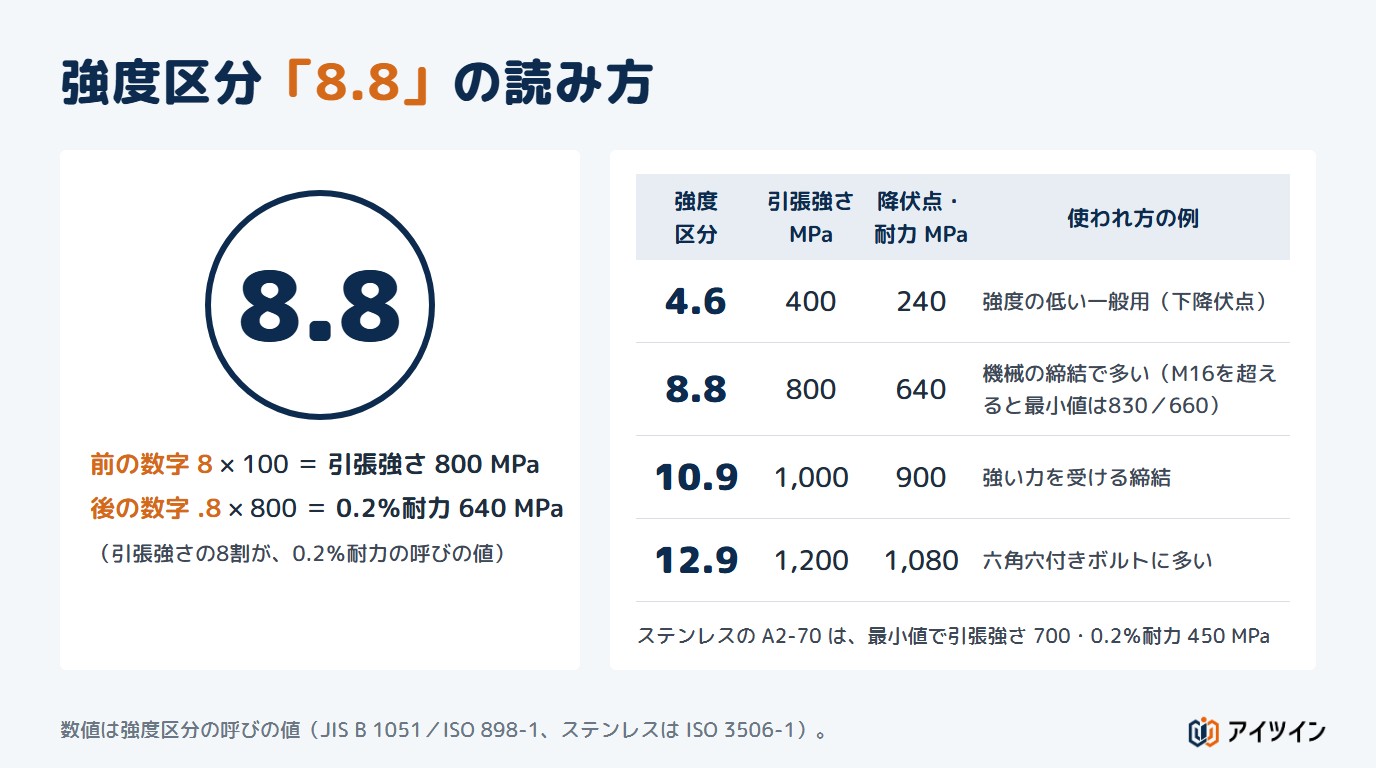 強度区分「8.8」の読み方
8.8
前の数字 8 × 100 = 引張強さ 800 MPa
後の数字 .8 × 800 = 0.2%耐力 640 MPa
（引張強さの8割が、0.2%耐力の呼びの値）
強度
区分
引張強さ
MPa
降伏点・
耐力 MPa
使われ方の例
4.6 400 240 強度の低い一般用（下降伏点）
8.8 800 640 機械の締結で多い（M16を超え
ると最小値は830／660）
10.9 1,000 900 強い力を受ける締結
12.9 1,200 1,080 六角穴付きボルトに多い
ステンレスの A2-70 は、最小値で引張強さ 700・0.2%耐力 450 MPa
数値は強度区分の呼びの値（JIS B 1051／ISO 898-1、ステンレスは ISO 3506-1）。
アイツイン